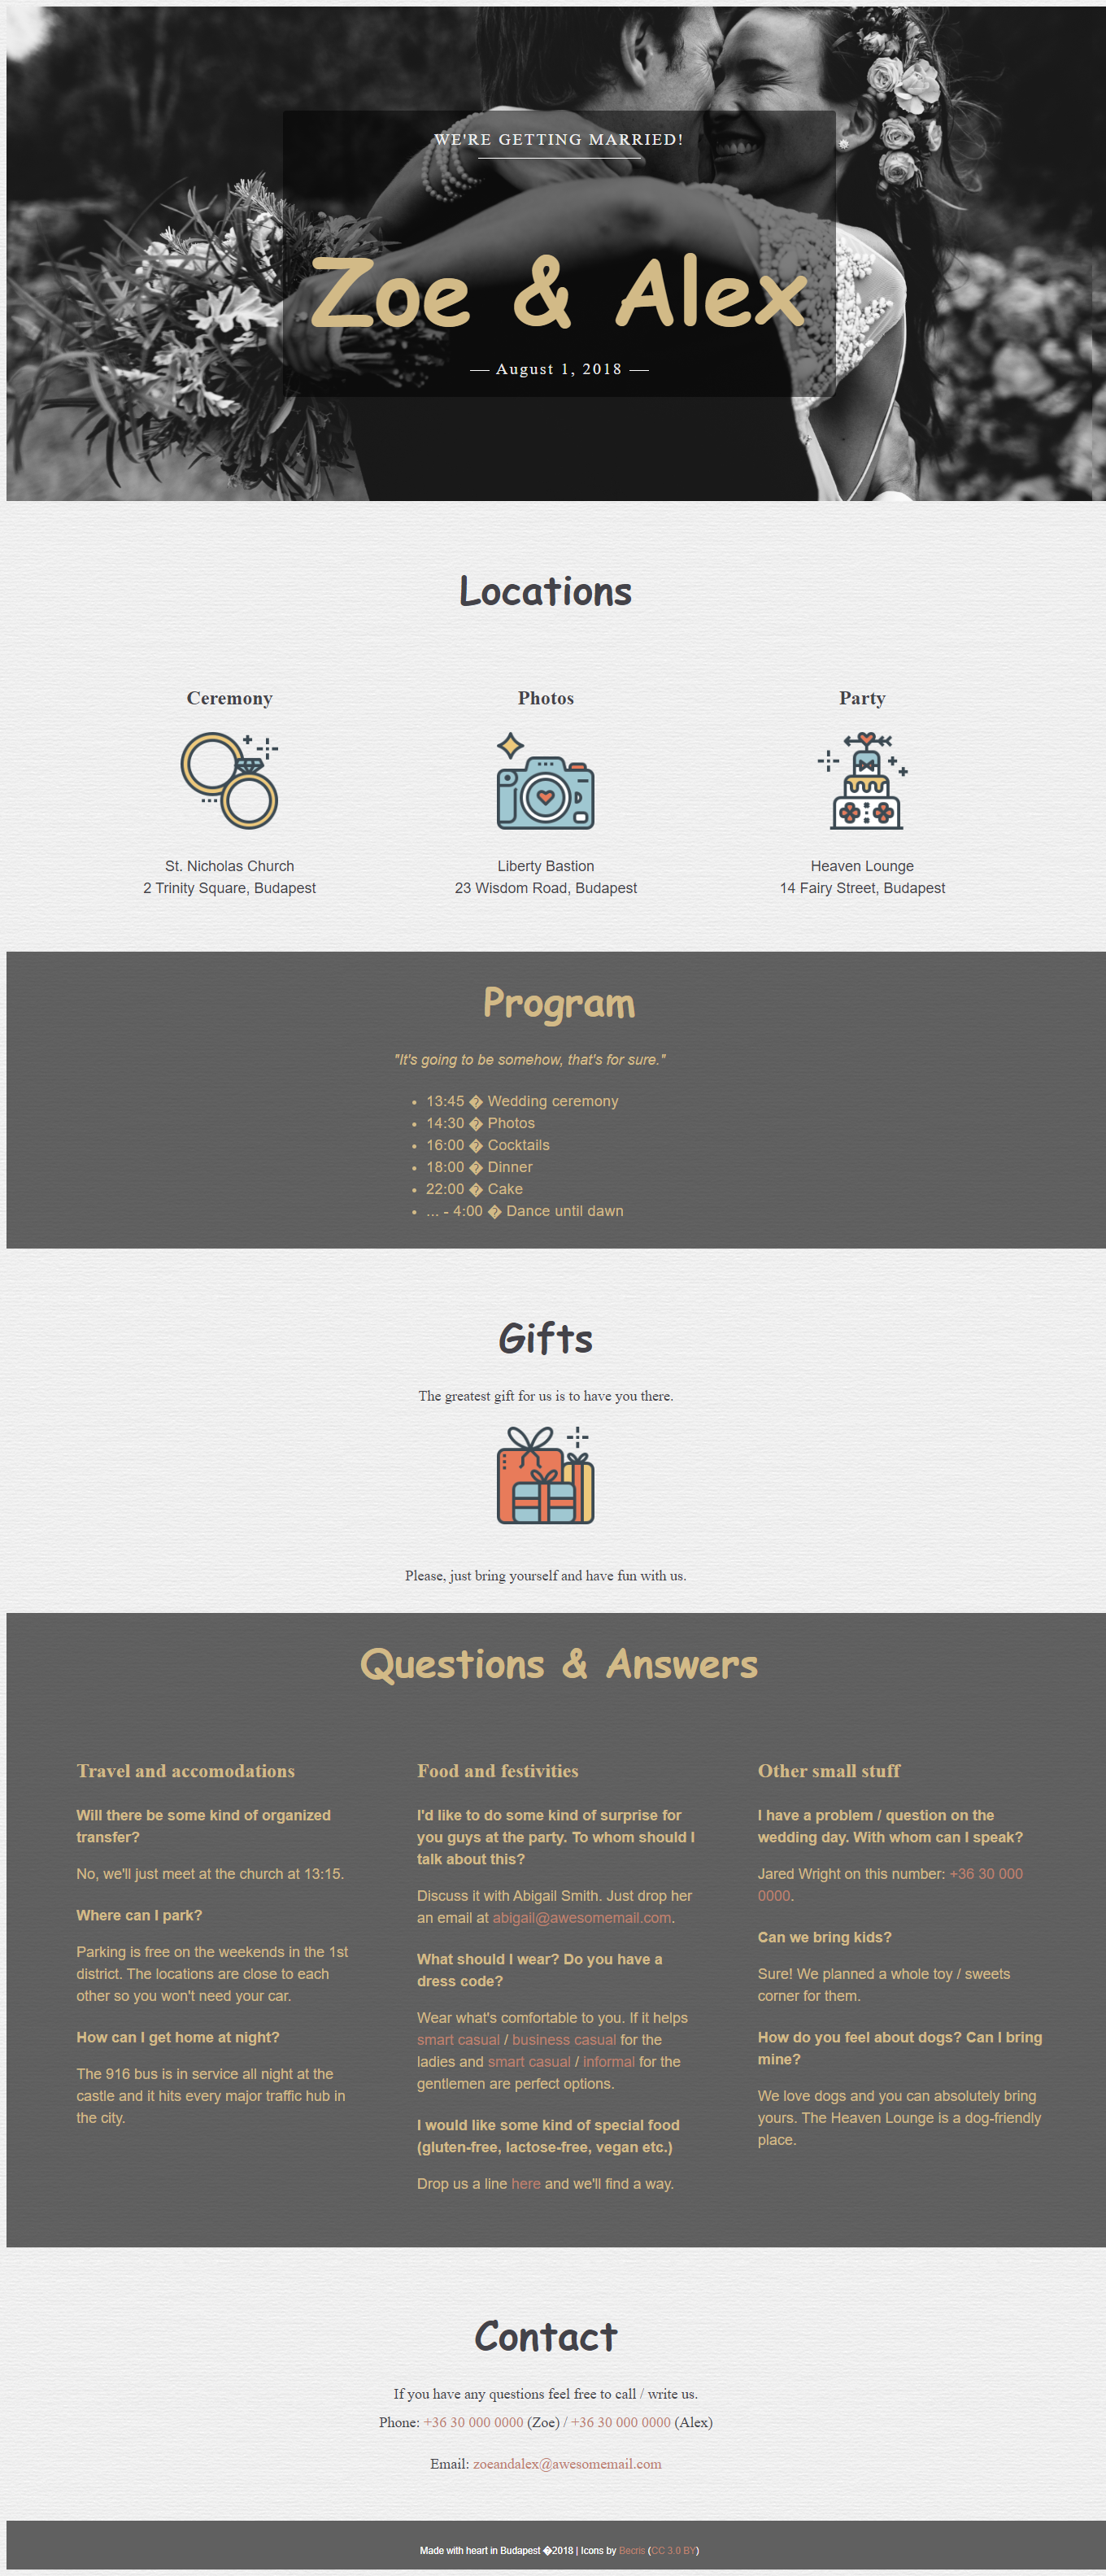 WE'RE GETTING MARRIED!
Zoe & Alex
— August 1, 2018 —
Locations
Ceremony
St. Nicholas Church
2 Trinity Square, Budapest
Photos
Liberty Bastion
23 Wisdom Road, Budapest
Party
Heaven Lounge
14 Fairy Street, Budapest
Program
"It's going to be somehow, that's for sure."
• 13:45 � Wedding ceremony
• 14:30 � Photos
• 16:00 � Cocktails
• 18:00 � Dinner
• 22:00 � Cake
• ... - 4:00 � Dance until dawn
Gifts
The greatest gift for us is to have you there.
Please, just bring yourself and have fun with us.
Questions & Answers
Travel and accomodations
Will there be some kind of organized
transfer?
No, we'll just meet at the church at 13:15.
Where can I park?
Parking is free on the weekends in the 1st
district. The locations are close to each
other so you won't need your car.
How can I get home at night?
The 916 bus is in service all night at the
castle and it hits every major traffic hub in
the city.
Food and festivities
I'd like to do some kind of surprise for
you guys at the party. To whom should I
talk about this?
Discuss it with Abigail Smith. Just drop her
an email at abigail@awesomemail.com.
What should I wear? Do you have a
dress code?
Wear what's comfortable to you. If it helps
smart casual / business casual for the
ladies and smart casual / informal for the
gentlemen are perfect options.
I would like some kind of special food
(gluten-free, lactose-free, vegan etc.)
Drop us a line here and we'll find a way.
Other small stuff
I have a problem / question on the
wedding day. With whom can I speak?
Jared Wright on this number: +36 30 000
0000.
Can we bring kids?
Sure! We planned a whole toy / sweets
corner for them.
How do you feel about dogs? Can I bring
mine?
We love dogs and you can absolutely bring
yours. The Heaven Lounge is a dog-friendly
place.
Contact
If you have any questions feel free to call / write us.
Phone: +36 30 000 0000 (Zoe) / +36 30 000 0000 (Alex)
Email: zoeandalex@awesomemail.com
Made with heart in Budapest �2018 | Icons by Becris (CC 3.0 BY)